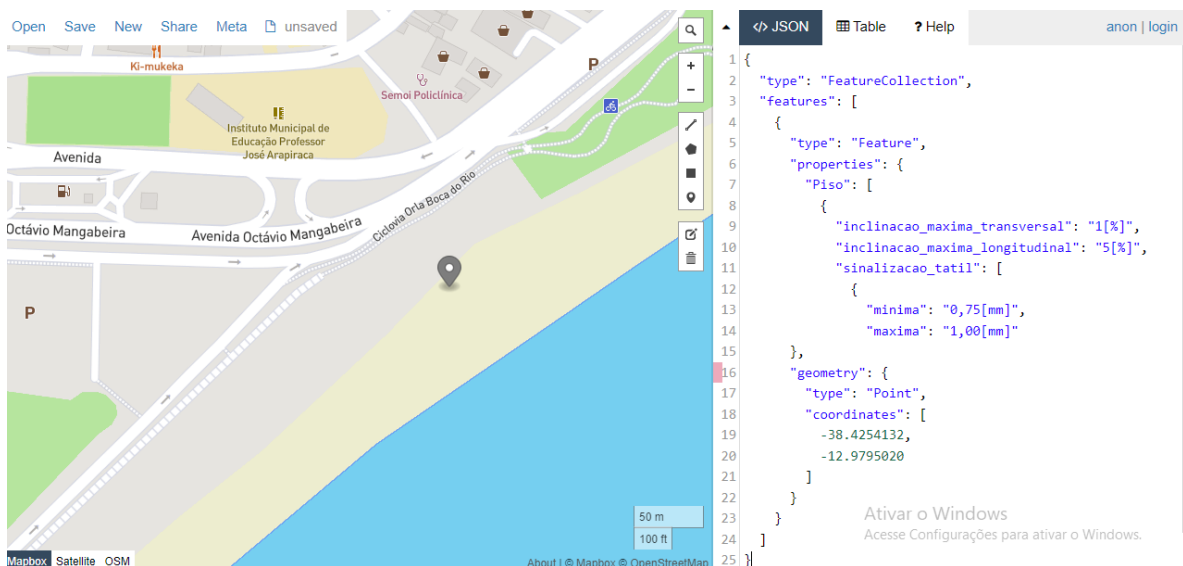 Open Save New Share Meta unsaved
Ki-mukeka
P
Semoi Policlínica
Instituto Municipal de
Educação Professor
José Arapiraca
Avenida
Ciclovia Orla Boca do Rio
Octávio Mangabeira
Avenida Octávio Mangabeira
P
50 m
100 ft
Mapbox Satellite OSM
About | © Mapbox © OpenStreetMap
+
−
</> JSON Table ? Help anon | login
1 {
2 "type": "FeatureCollection",
3 "features": [
4 {
5 "type": "Feature",
6 "properties": {
7 "Piso": [
8 {
9 "inclinacao_maxima_transversal": "1[%]",
10 "inclinacao_maxima_longitudinal": "5[%]",
11 "sinalizacao_tatil": [
12 {
13 "minima": "0,75[mm]",
14 "maxima": "1,00[mm]"
15 },
16 "geometry": {
17 "type": "Point",
18 "coordinates": [
19 -38.4254132,
20 -12.9795020
21 ]
22 }
23 }
24 ]
25 }
Ativar o Windows
Acesse Configurações para ativar o Windows.